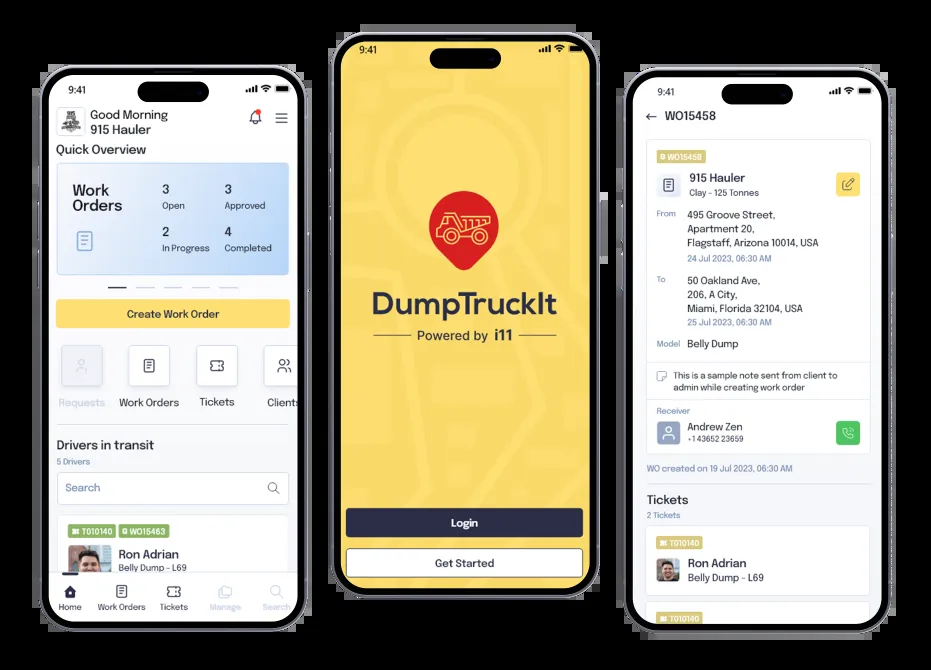 9:41
Good Morning
915 Hauler
Quick Overview
Work
Orders
3
Open
3
Approved
2
In Progress
4
Completed
Create Work Order
Requests
Work Orders
Tickets
Clients
Drivers in transit
5 Drivers
Search
T010140
WO15463
Ron Adrian
Belly Dump - L69
Home
Work Orders
Tickets
Manage
Search
9:41
DumpTruckIt
Powered by i11
Login
Get Started
9:41
WO15458
WO15458
915 Hauler
Clay - 125 Tonnes
From
495 Groove Street,
Apartment 20,
Flagstaff, Arizona 10014, USA
24 Jul 2023, 06:30 AM
To
50 Oakland Ave,
206, A City,
Miami, Florida 32104, USA
25 Jul 2023, 06:30 AM
Model Belly Dump
This is a sample note sent from client to
admin while creating work order
Receiver
Andrew Zen
+1 43652 23659
WO created on 19 Jul 2023, 06:30 AM
Tickets
2 Tickets
T010140
Ron Adrian
Belly Dump - L69
T010140